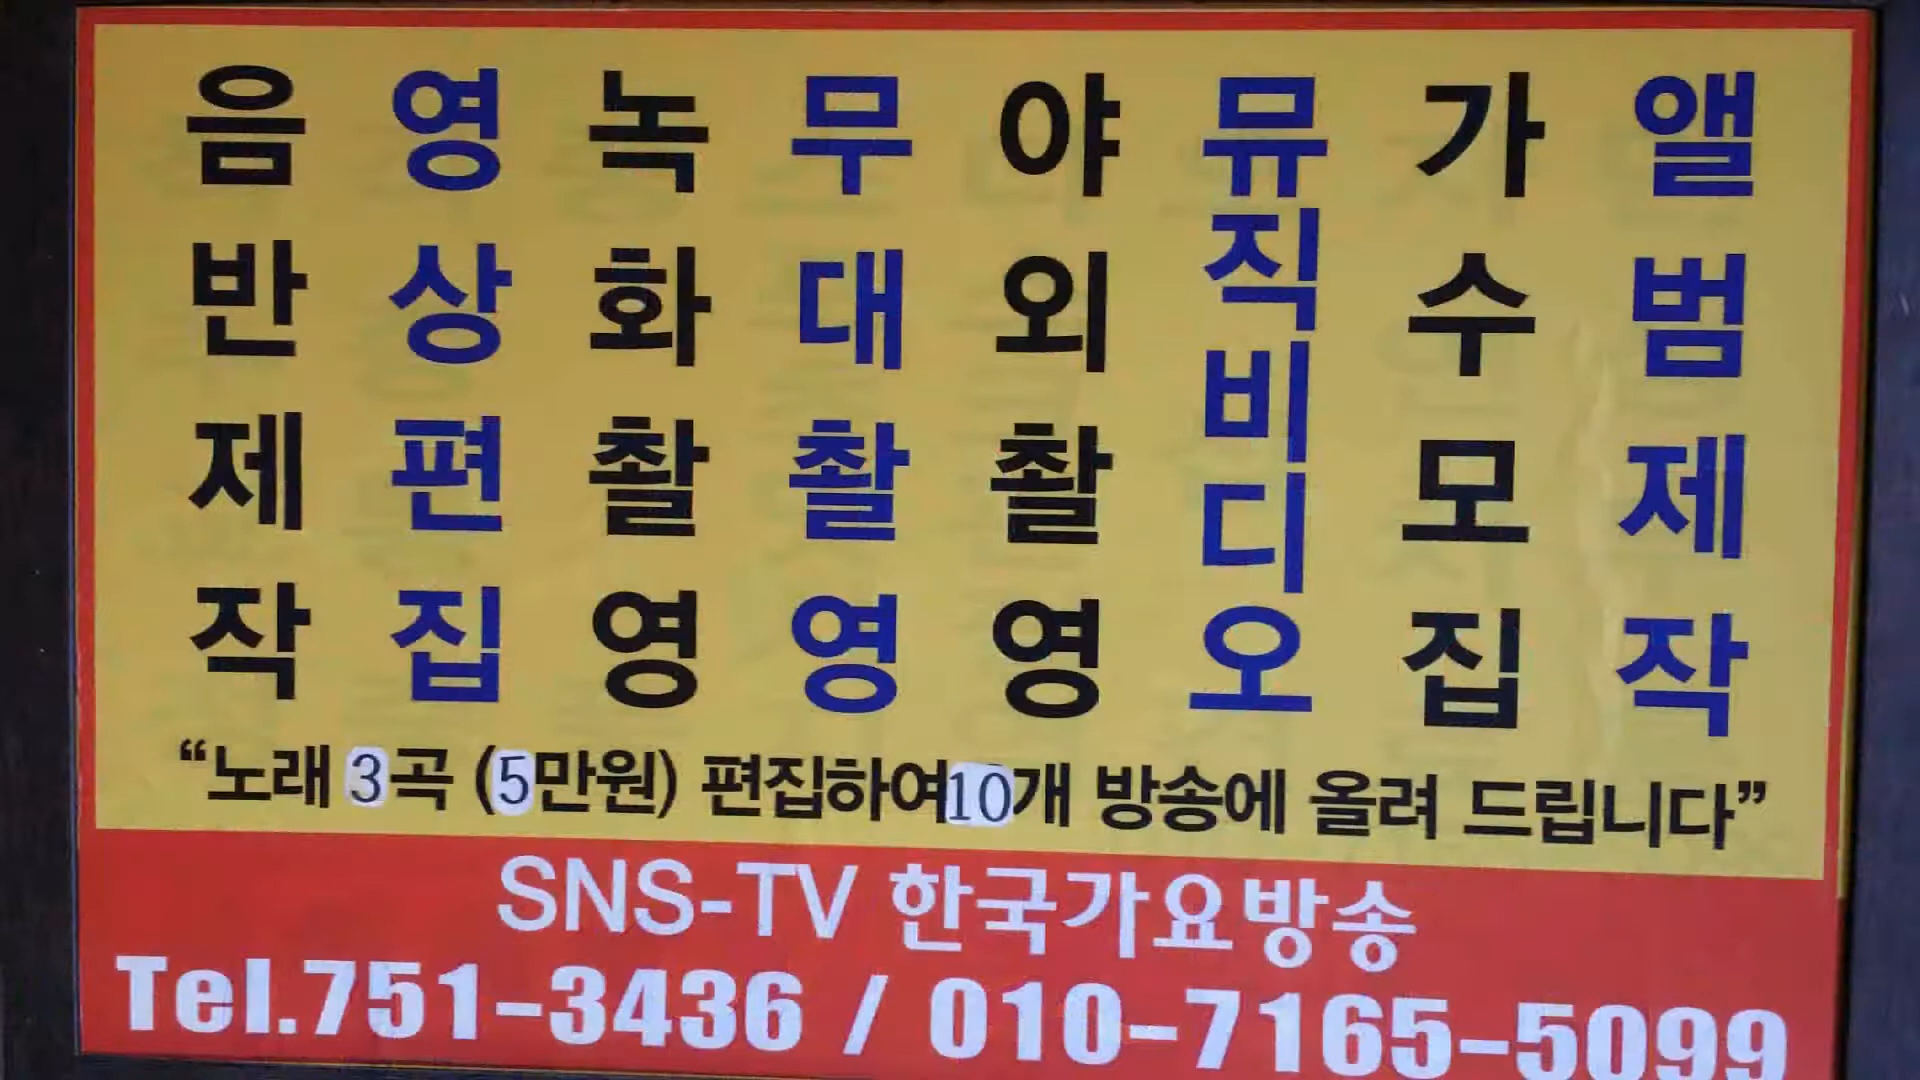 음반제작
영상편집
녹화촬영
무대촬영
야외촬영
뮤직비디오
가수모집
앨범제작
“노래 3곡 (5만원) 편집하여 10개 방송에 올려 드립니다”
SNS-TV 한국가요방송
Tel.751-3436 / 010-7165-5099